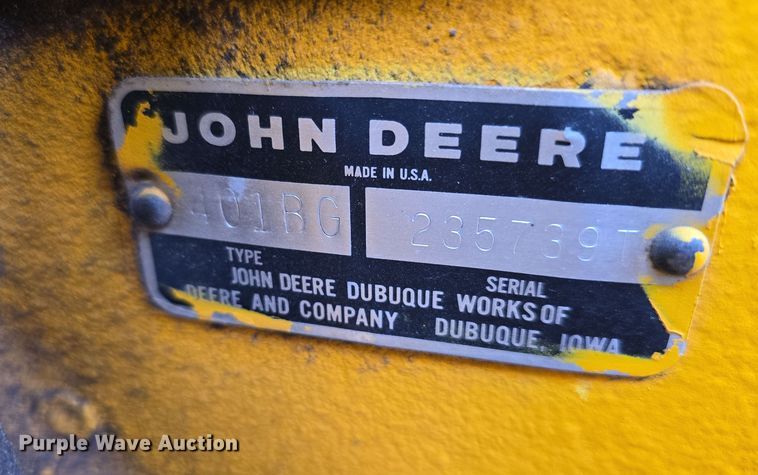 JOHN DEERE
MADE IN U.S.A.
401BG 235739T
TYPE SERIAL
JOHN DEERE DUBUQUE WORKS OF
DEERE AND COMPANY DUBUQUE, IOWA
Purple Wave Auction